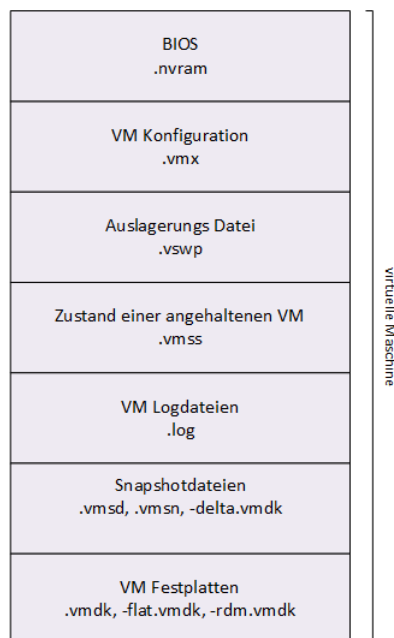 BIOS
.nvram
VM Konfiguration
.vmx
Auslagerungs Datei
.vswp
Zustand einer angehaltenen VM
.vmss
VM Logdateien
.log
Snapshotdateien
.vmsd, .vmsn, -delta.vmdk
VM Festplatten
.vmdk, -flat.vmdk, -rdm.vmdk
virtuelle Maschine